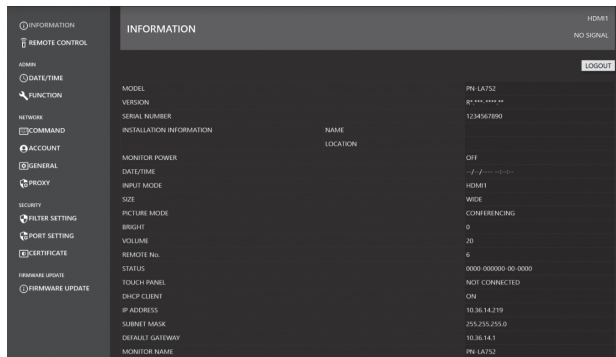 INFORMATION
REMOTE CONTROL
ADMIN
DATE/TIME
FUNCTION
NETWORK
COMMAND
ACCOUNT
GENERAL
PROXY
SECURITY
FILTER SETTING
PORT SETTING
CERTIFICATE
FIRMWARE UPDATE
FIRMWARE UPDATE
INFORMATION
HDMI1
NO SIGNAL
LOGOUT
MODEL PN-LA752
VERSION R*.***-****.**
SERIAL NUMBER 1234567890
INSTALLATION INFORMATION NAME
LOCATION
MONITOR POWER OFF
DATE/TIME --/--/---- --:--:--
INPUT MODE HDMI1
SIZE WIDE
PICTURE MODE CONFERENCING
BRIGHT 0
VOLUME 20
REMOTE No. 6
STATUS 0000-000000-00-0000
TOUCH PANEL NOT CONNECTED
DHCP CLIENT ON
IP ADDRESS 10.36.14.219
SUBNET MASK 255.255.255.0
DEFAULT GATEWAY 10.36.14.1
MONITOR NAME PN-LA752